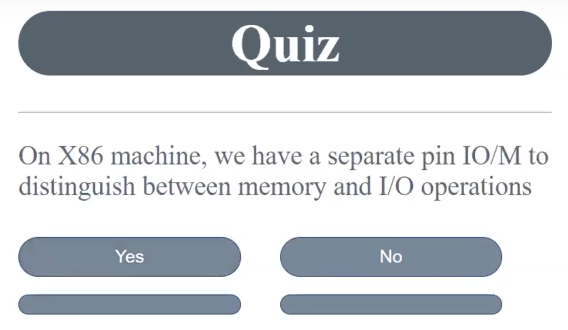 Quiz
On X86 machine, we have a separate pin IO/M to
distinguish between memory and I/O operations
Yes
No